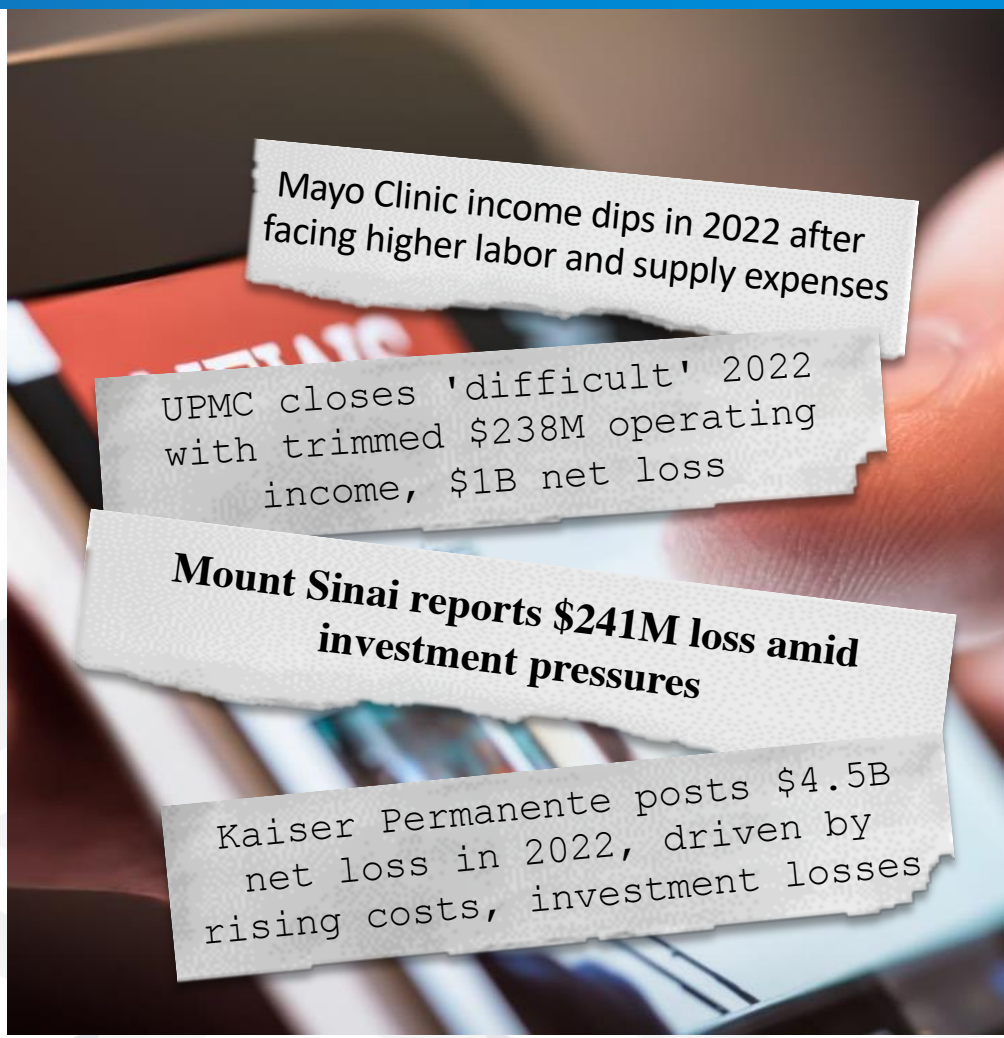 Mayo Clinic income dips in 2022 after
facing higher labor and supply expenses
UPMC closes 'difficult' 2022
with trimmed $238M operating
income, $1B net loss
Mount Sinai reports $241M loss amid
investment pressures
Kaiser Permanente posts $4.5B
net loss in 2022, driven by
rising costs, investment losses